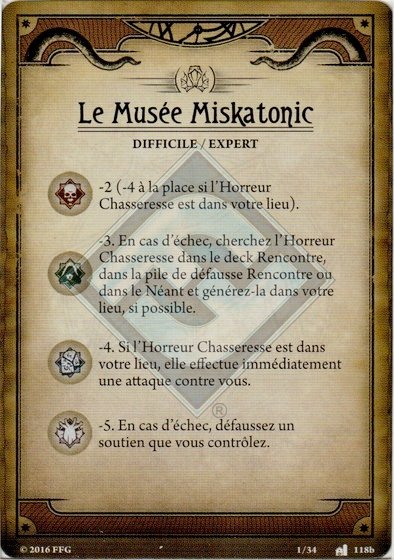 Le Musée Miskatonic
DIFFICILE / EXPERT
-2 (-4 à la place si l'Horreur
Chasseresse est dans votre lieu).
-3. En cas d'échec, cherchez l'Horreur
Chasseresse dans le deck Rencontre,
dans la pile de défausse Rencontre ou
dans le Néant et générez-la dans votre
lieu, si possible.
-4. Si l'Horreur Chasseresse est dans
votre lieu, elle effectue immédiatement
une attaque contre vous.
-5. En cas d'échec, défaussez un
soutien que vous contrôlez.
®
© 2016 FFG 1/34 118b